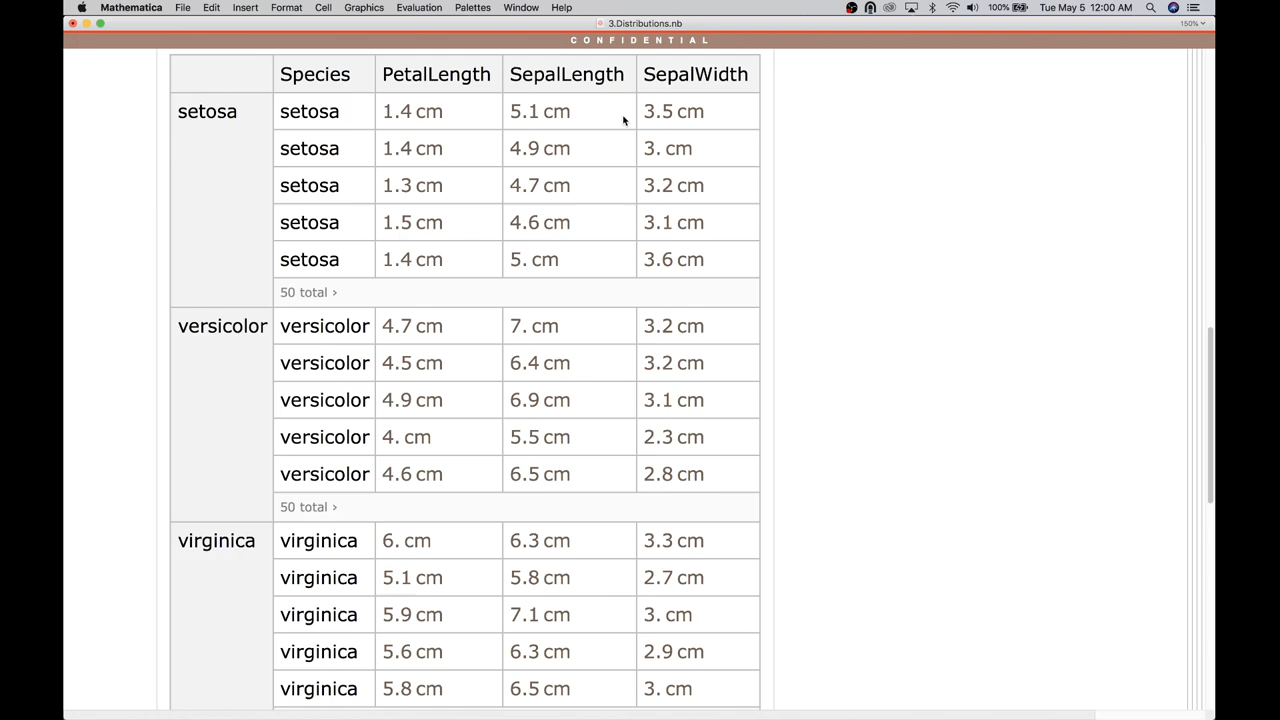 Mathematica File Edit Insert Format Cell Graphics Evaluation Palettes Window Help 100% Tue May 5 12:00 AM
3.Distributions.nb 150%
CONFIDENTIAL
Species PetalLength SepalLength SepalWidth
setosa setosa 1.4 cm 5.1 cm 3.5 cm
setosa 1.4 cm 4.9 cm 3. cm
setosa 1.3 cm 4.7 cm 3.2 cm
setosa 1.5 cm 4.6 cm 3.1 cm
setosa 1.4 cm 5. cm 3.6 cm
50 total ›
versicolor versicolor 4.7 cm 7. cm 3.2 cm
versicolor 4.5 cm 6.4 cm 3.2 cm
versicolor 4.9 cm 6.9 cm 3.1 cm
versicolor 4. cm 5.5 cm 2.3 cm
versicolor 4.6 cm 6.5 cm 2.8 cm
50 total ›
virginica virginica 6. cm 6.3 cm 3.3 cm
virginica 5.1 cm 5.8 cm 2.7 cm
virginica 5.9 cm 7.1 cm 3. cm
virginica 5.6 cm 6.3 cm 2.9 cm
virginica 5.8 cm 6.5 cm 3. cm